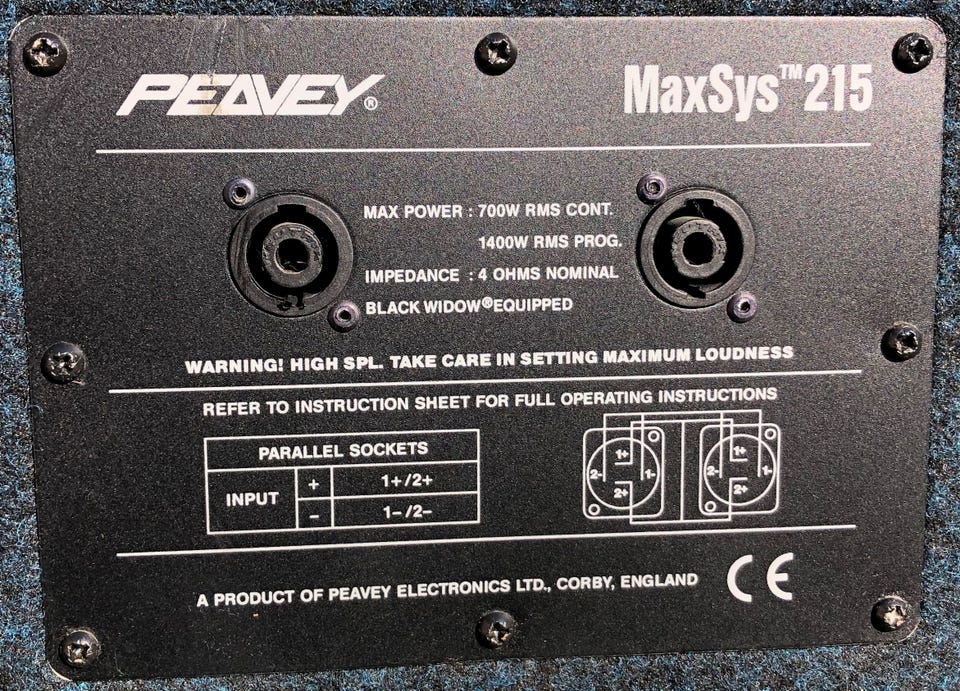 PEAVEY®
MaxSys™215
MAX POWER : 700W RMS CONT.
1400W RMS PROG.
IMPEDANCE : 4 OHMS NOMINAL
BLACK WIDOW® EQUIPPED
WARNING! HIGH SPL. TAKE CARE IN SETTING MAXIMUM LOUDNESS
REFER TO INSTRUCTION SHEET FOR FULL OPERATING INSTRUCTIONS
PARALLEL SOCKETS
INPUT
+ 1+/2+
– 1–/2–
1+
2- 1-
2+
1+
2- 1-
2+
A PRODUCT OF PEAVEY ELECTRONICS LTD., CORBY, ENGLAND
CE